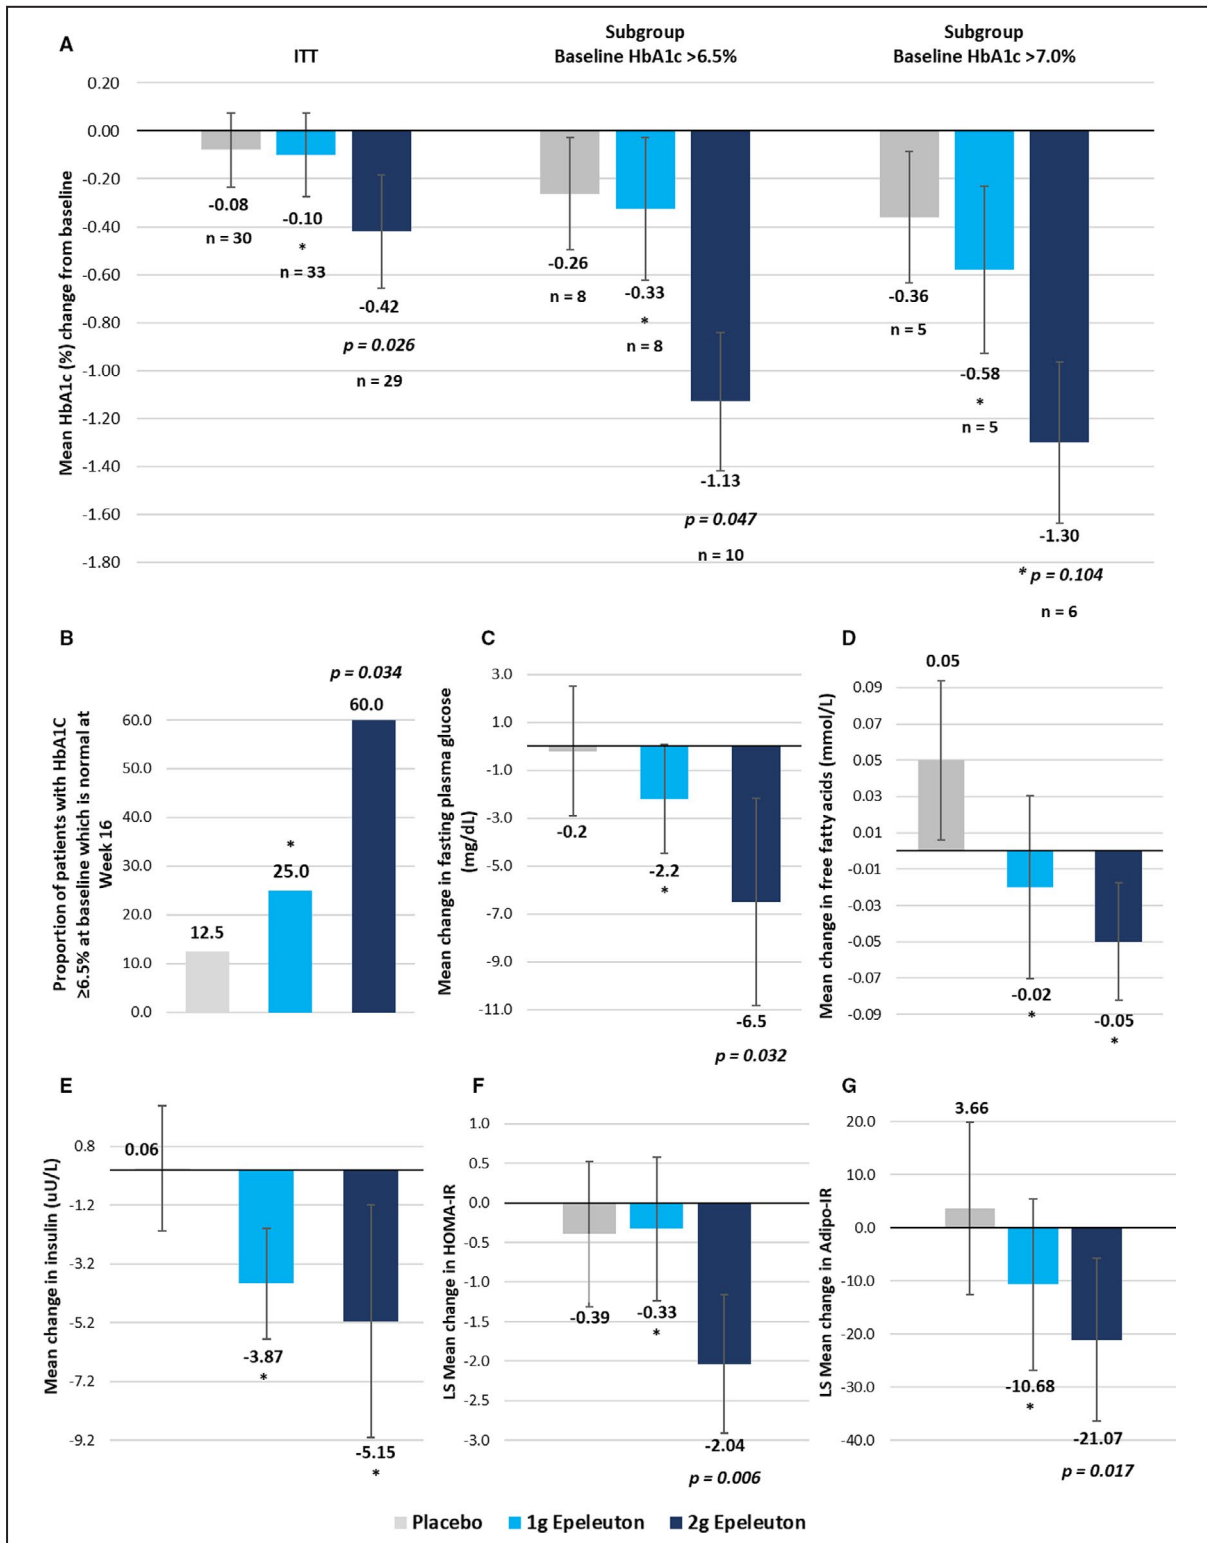 A
ITT
Subgroup
Baseline HbA1c >6.5%
Subgroup
Baseline HbA1c >7.0%
Mean HbA1c (%) change from baseline
0.20
0.00
-0.20
-0.40
-0.60
-0.80
-1.00
-1.20
-1.40
-1.60
-1.80
-0.08
n = 30
-0.10
*
n = 33
-0.42
p = 0.026
n = 29
-0.26
n = 8
-0.33
*
n = 8
-1.13
p = 0.047
n = 10
-0.36
n = 5
-0.58
*
n = 5
-1.30
* p = 0.104
n = 6
B
Proportion of patients with HbA1C
≥6.5% at baseline which is normal at
Week 16
60.0
50.0
40.0
30.0
20.0
10.0
0.0
12.5
*
25.0
p = 0.034
60.0
C
Mean change in fasting plasma glucose
(mg/dL)
3.0
1.0
-1.0
-3.0
-5.0
-7.0
-9.0
-11.0
-0.2
-2.2
*
-6.5
p = 0.032
D
Mean change in free fatty acids (mmol/L)
0.09
0.07
0.05
0.03
0.01
-0.01
-0.03
-0.05
-0.07
-0.09
0.05
-0.02
*
-0.05
*
E
Mean change in insulin (uU/L)
0.8
-1.2
-3.2
-5.2
-7.2
-9.2
0.06
-3.87
*
-5.15
*
F
LS Mean change in HOMA-IR
1.0
0.5
0.0
-0.5
-1.0
-1.5
-2.0
-2.5
-3.0
-0.39
-0.33
*
-2.04
p = 0.006
G
LS Mean change in Adipo-IR
20.0
10.0
0.0
-10.0
-20.0
-30.0
-40.0
3.66
-10.68
*
-21.07
p = 0.017
Placebo 1g Epeleuton 2g Epeleuton